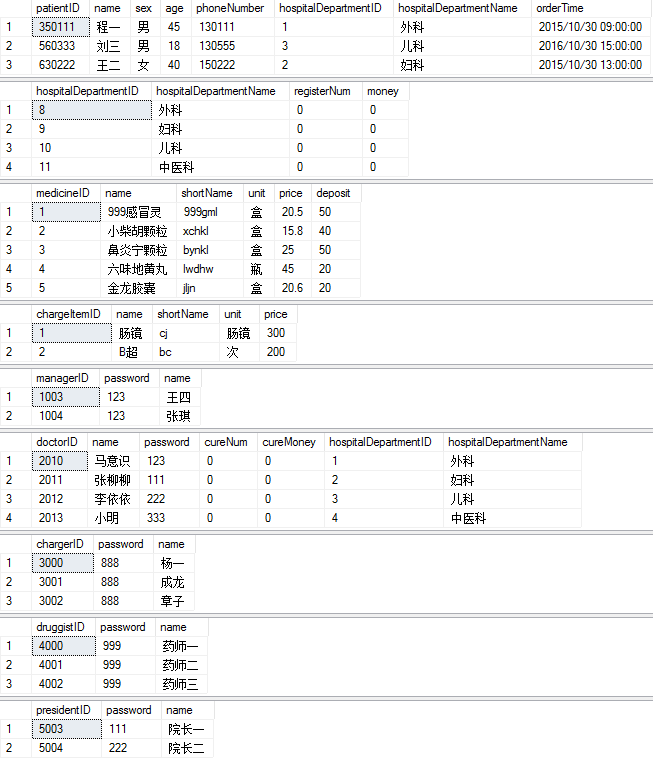 patientID name sex age phoneNumber hospitalDepartmentID hospitalDepartmentName orderTime
1 350111 程一 男 45 130111 1 外科 2015/10/30 09:00:00
2 560333 刘三 男 18 130555 3 儿科 2016/10/30 15:00:00
3 630222 王二 女 40 150222 2 妇科 2015/10/30 13:00:00
hospitalDepartmentID hospitalDepartmentName registerNum money
1 8 外科 0 0
2 9 妇科 0 0
3 10 儿科 0 0
4 11 中医科 0 0
medicineID name shortName unit price deposit
1 1 999感冒灵 999gml 盒 20.5 50
2 2 小柴胡颗粒 xchkl 盒 15.8 40
3 3 鼻炎宁颗粒 bynkl 盒 25 50
4 4 六味地黄丸 lwdhw 瓶 45 20
5 5 金龙胶囊 jljn 盒 20.6 20
chargeItemID name shortName unit price
1 1 肠镜 cj 肠镜 300
2 2 B超 bc 次 200
managerID password name
1 1003 123 王四
2 1004 123 张琪
doctorID name password cureNum cureMoney hospitalDepartmentID hospitalDepartmentName
1 2010 马意识 123 0 0 1 外科
2 2011 张柳柳 111 0 0 2 妇科
3 2012 李依依 222 0 0 3 儿科
4 2013 小明 333 0 0 4 中医科
chargerID password name
1 3000 888 杨一
2 3001 888 成龙
3 3002 888 章子
druggistID password name
1 4000 999 药师一
2 4001 999 药师二
3 4002 999 药师三
presidentID password name
1 5003 111 院长一
2 5004 222 院长二